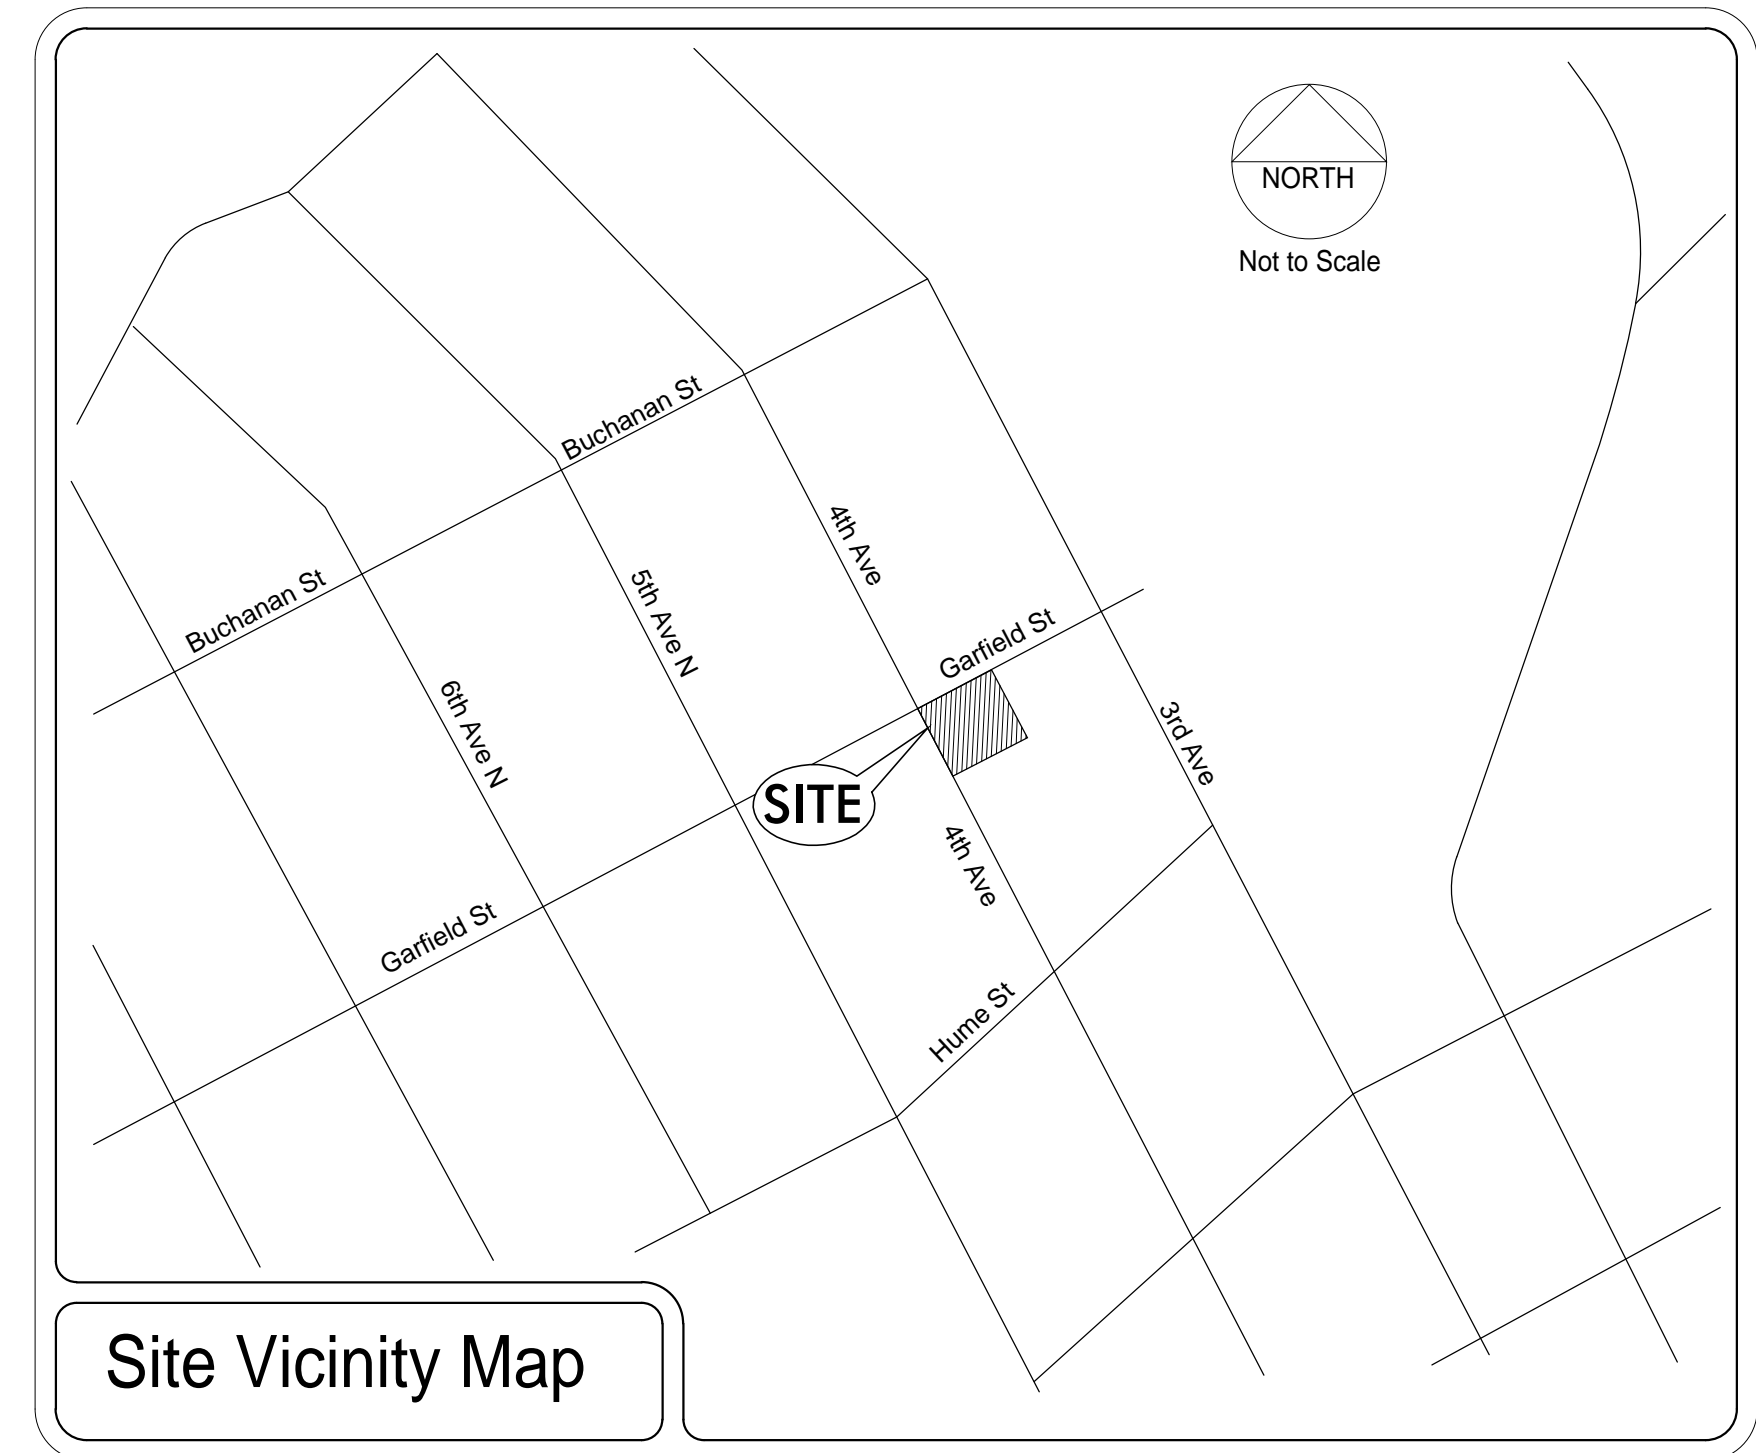 NORTH
Not to Scale
Buchanan St
4th Ave
Buchanan St
5th Ave N
Garfield St
6th Ave N
3rd Ave
SITE
4th Ave
Garfield St
Hume St
Site Vicinity Map